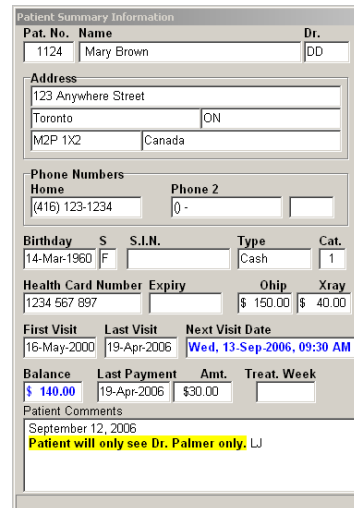 Patient Summary Information
Pat. No. Name Dr.
1124 Mary Brown DD
Address
123 Anywhere Street
Toronto ON
M2P 1X2 Canada
Phone Numbers
Home Phone 2
(416) 123-1234 () -
Birthday S S.I.N. Type Cat.
14-Mar-1960 F Cash 1
Health Card Number Expiry Ohip Xray
1234 567 897 $ 150.00 $ 40.00
First Visit Last Visit Next Visit Date
16-May-2000 19-Apr-2006 Wed, 13-Sep-2006, 09:30 AM
Balance Last Payment Amt. Treat. Week
$ 140.00 19-Apr-2006 $30.00
Patient Comments
September 12, 2006
Patient will only see Dr. Palmer only. LJ